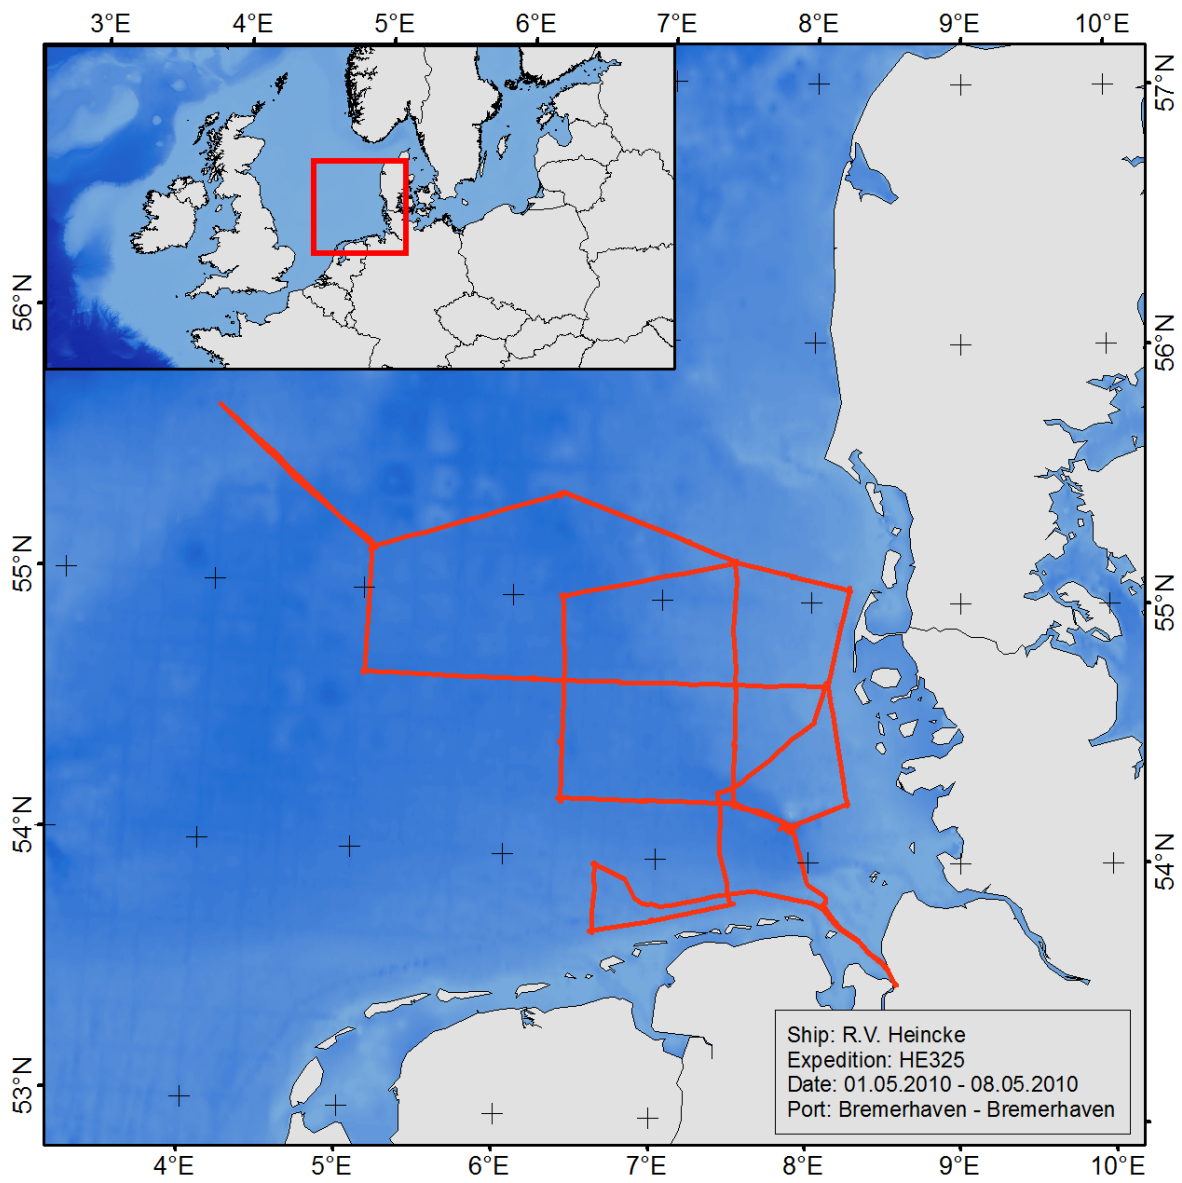 3°E 4°E 5°E 6°E 7°E 8°E 9°E 10°E
57°N
56°N
56°N
55°N
55°N
54°N
54°N
53°N
Ship: R.V. Heincke
Expedition: HE325
Date: 01.05.2010 - 08.05.2010
Port: Bremerhaven - Bremerhaven
4°E 5°E 6°E 7°E 8°E 9°E 10°E